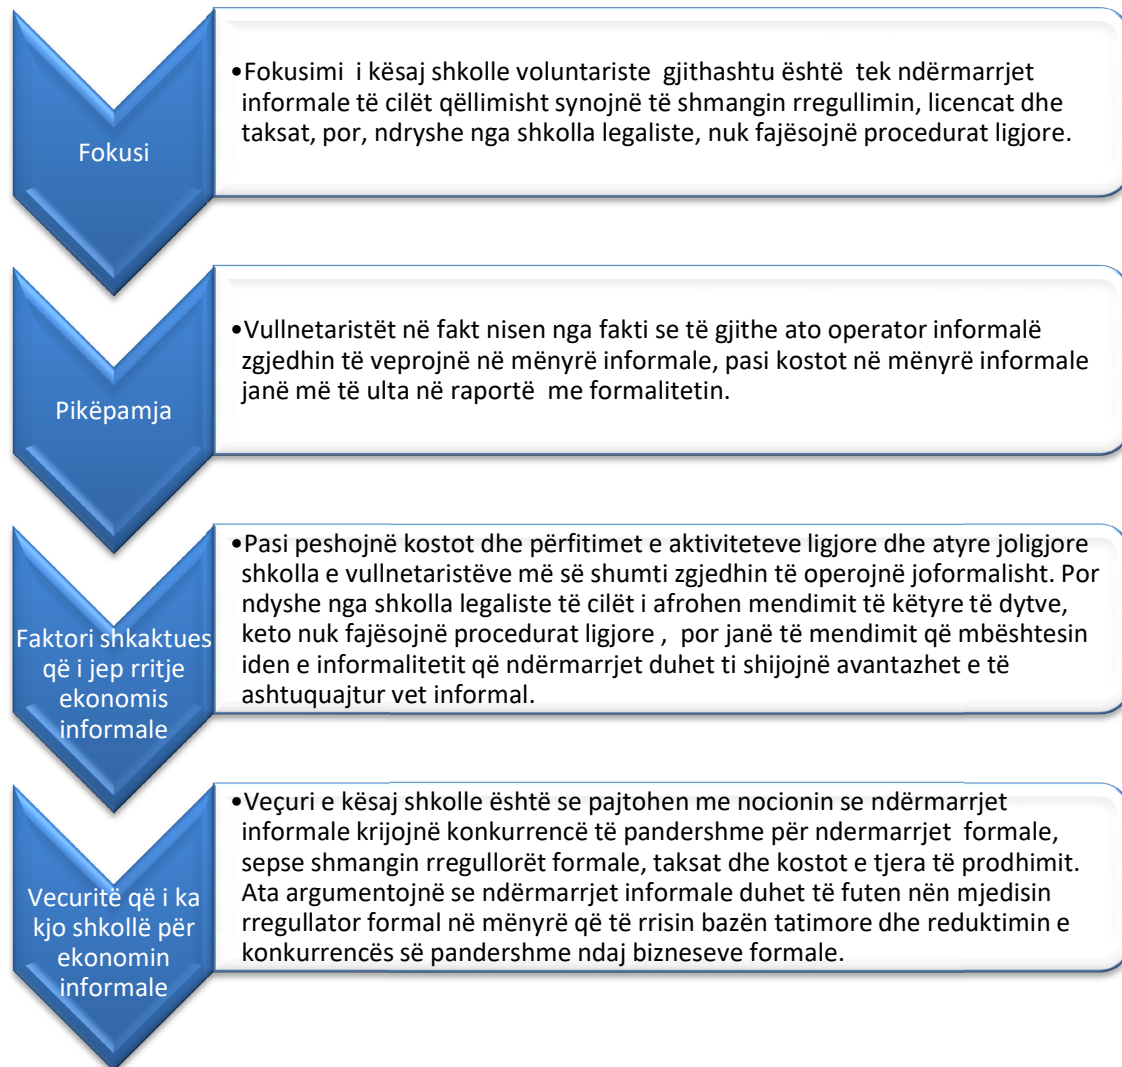 Fokusi
•Fokusimi i kësaj shkolle voluntariste gjithashtu është tek ndërmarrjet
informale të cilët qëllimisht synojnë të shmangin rregullimin, licencat dhe
taksat, por, ndryshe nga shkolla legaliste, nuk fajësojnë procedurat ligjore.
Pikëpamja
•Vullnetaristët në fakt nisen nga fakti se të gjithe ato operator informalë
zgjedhin të veprojnë në mënyrë informale, pasi kostot në mënyrë informale
janë më të ulta në raportë me formalitetin.
Faktori shkaktues
që i jep rritje
ekonomis
informale
•Pasi peshojnë kostot dhe përfitimet e aktiviteteve ligjore dhe atyre joligjore
shkolla e vullnetaristëve më së shumti zgjedhin të operojnë joformalisht. Por
ndyshe nga shkolla legaliste të cilët i afrohen mendimit të këtyre të dytve,
keto nuk fajësojnë procedurat ligjore , por janë të mendimit që mbështesin
iden e informalitetit që ndërmarrjet duhet ti shijojnë avantazhet e të
ashtuquajtur vet informal.
Vecuritë që i ka
kjo shkollë për
ekonomin
informale
•Veçuri e kësaj shkolle është se pajtohen me nocionin se ndërmarrjet
informale krijojnë konkurrencë të pandershme për ndermarrjet formale,
sepse shmangin rregullorët formale, taksat dhe kostot e tjera të prodhimit.
Ata argumentojnë se ndërmarrjet informale duhet të futen nën mjedisin
rregullator formal në mënyrë që të rrisin bazën tatimore dhe reduktimin e
konkurrencës së pandershme ndaj bizneseve formale.